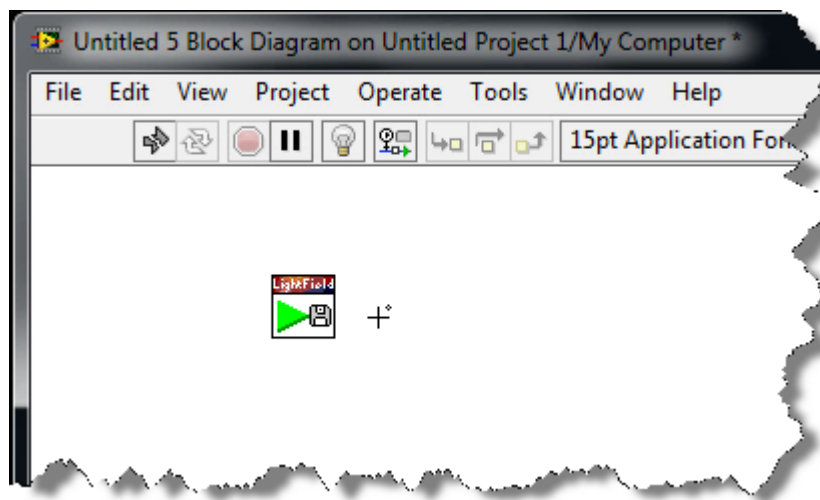 Untitled 5 Block Diagram on Untitled Project 1/My Computer *
File Edit View Project Operate Tools Window Help
15pt Application Fon
LightField